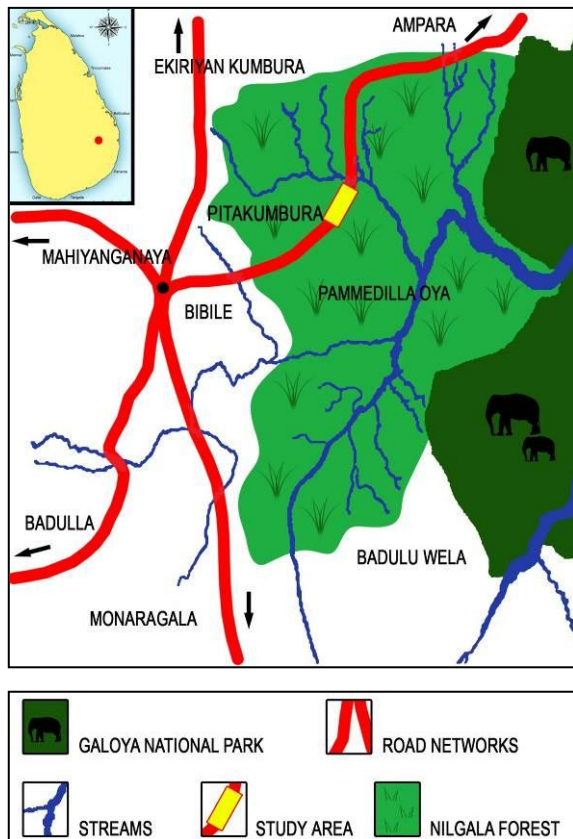 AMPARA
EKIRIYAN KUMBURA
PITAKUMBURA
MAHIYANGANAYA
PAMMEDILLA OYA
BIBILE
BADULLA
BADULU WELA
MONARAGALA
GALOYA NATIONAL PARK
ROAD NETWORKS
STREAMS
STUDY AREA
NILGALA FOREST